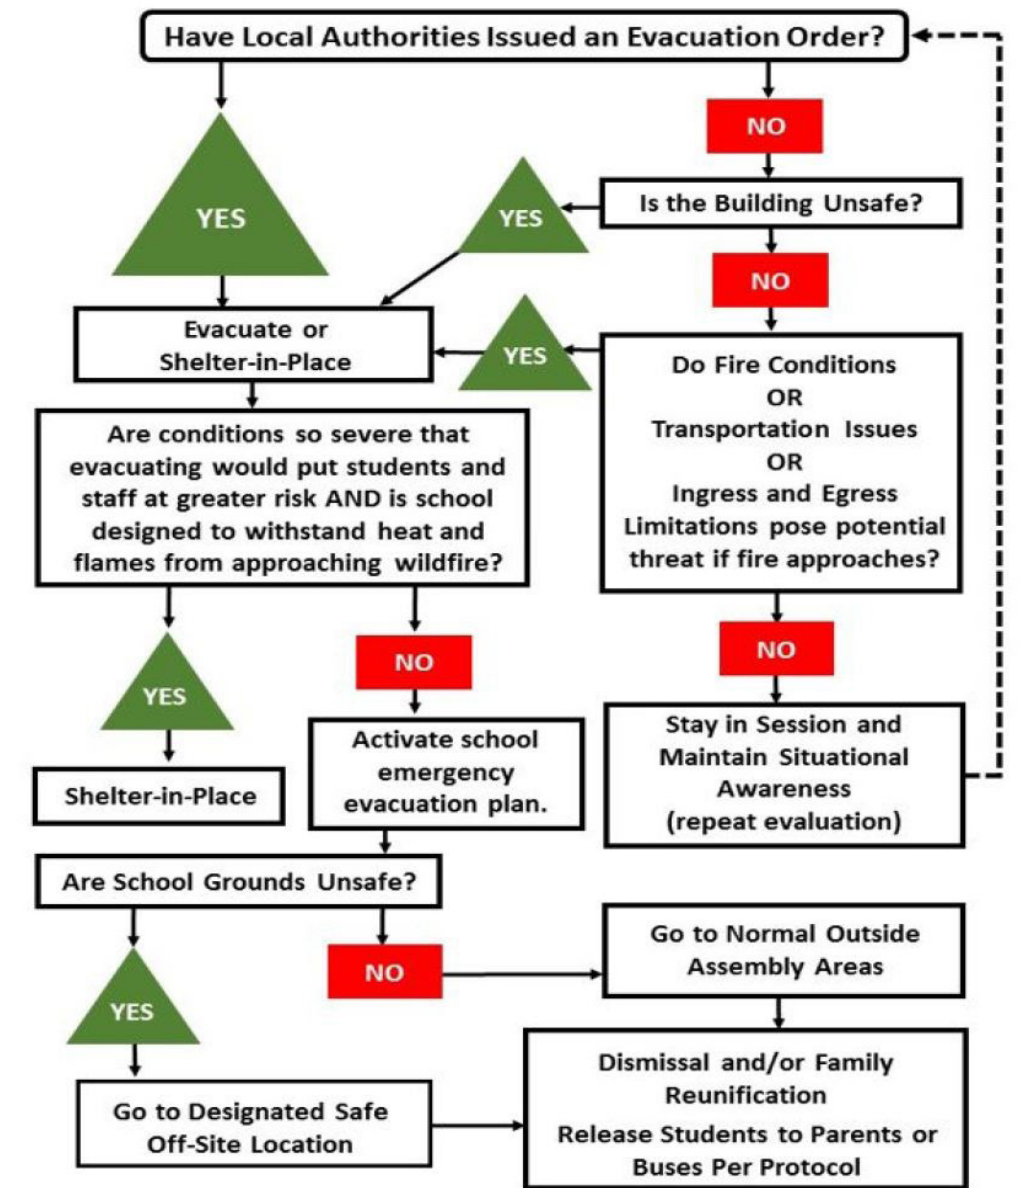 Have Local Authorities Issued an Evacuation Order?
NO
YES
YES
Is the Building Unsafe?
NO
Evacuate or
Shelter-in-Place
YES
Do Fire Conditions
OR
Transportation Issues
OR
Ingress and Egress
Limitations pose potential
threat if fire approaches?
Are conditions so severe that
evacuating would put students and
staff at greater risk AND is school
designed to withstand heat and
flames from approaching wildfire?
YES
NO
NO
Shelter-in-Place
Activate school
emergency
evacuation plan.
Stay in Session and
Maintain Situational
Awareness
(repeat evaluation)
Are School Grounds Unsafe?
YES
NO
Go to Normal Outside
Assembly Areas
Go to Designated Safe
Off-Site Location
Dismissal and/or Family
Reunification
Release Students to Parents or
Buses Per Protocol